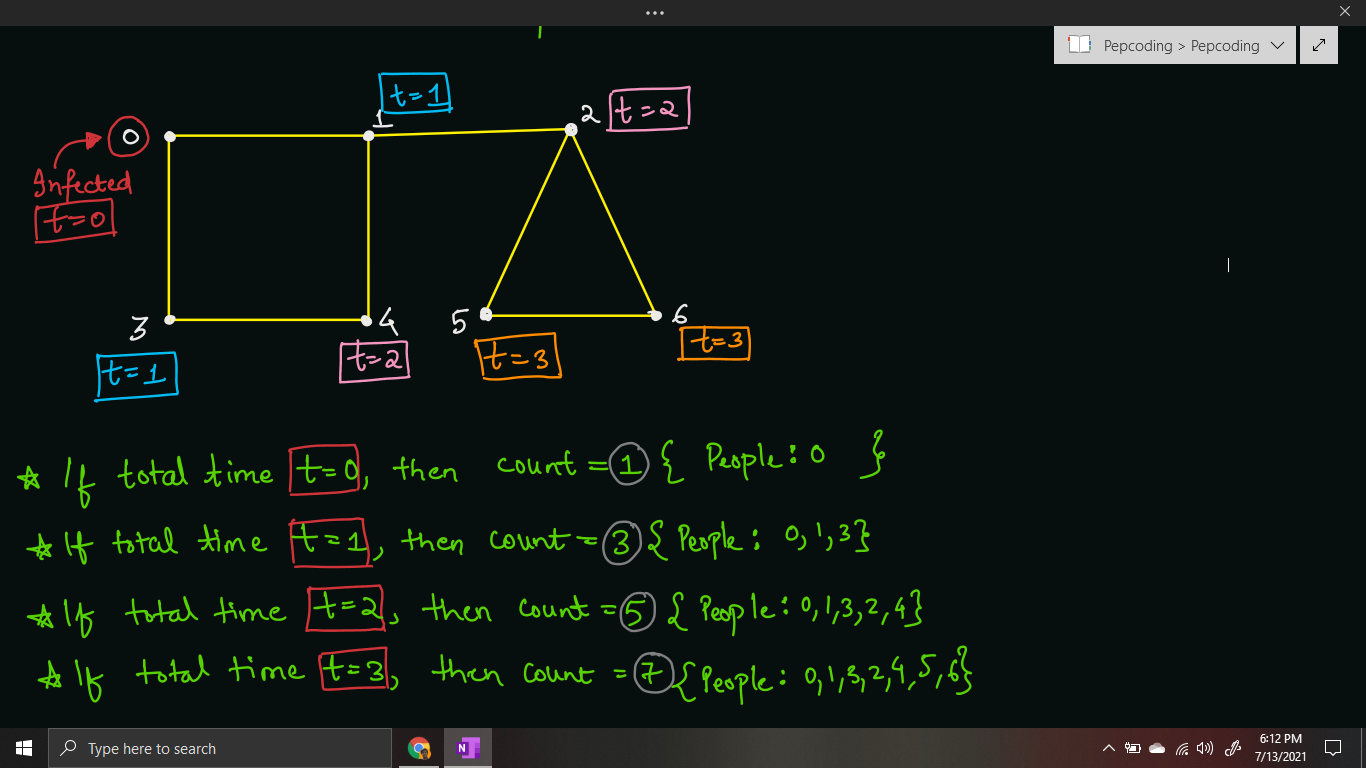 Pepcoding > Pepcoding
t=1
1
2 t=2
0
Infected
t=0
3
t=1
4
t=2
5
t=3
6
t=3
☆ If total time t=0, then count = 1 { People: 0 }
☆ If total time t=1, then count = 3 { People: 0,1,3}
☆ If total time t=2, then count = 5 { People: 0,1,3,2,4}
☆ If total time t=3, then count = 7 { People: 0,1,3,2,4,5,6}
Type here to search
N
6:12 PM
7/13/2021